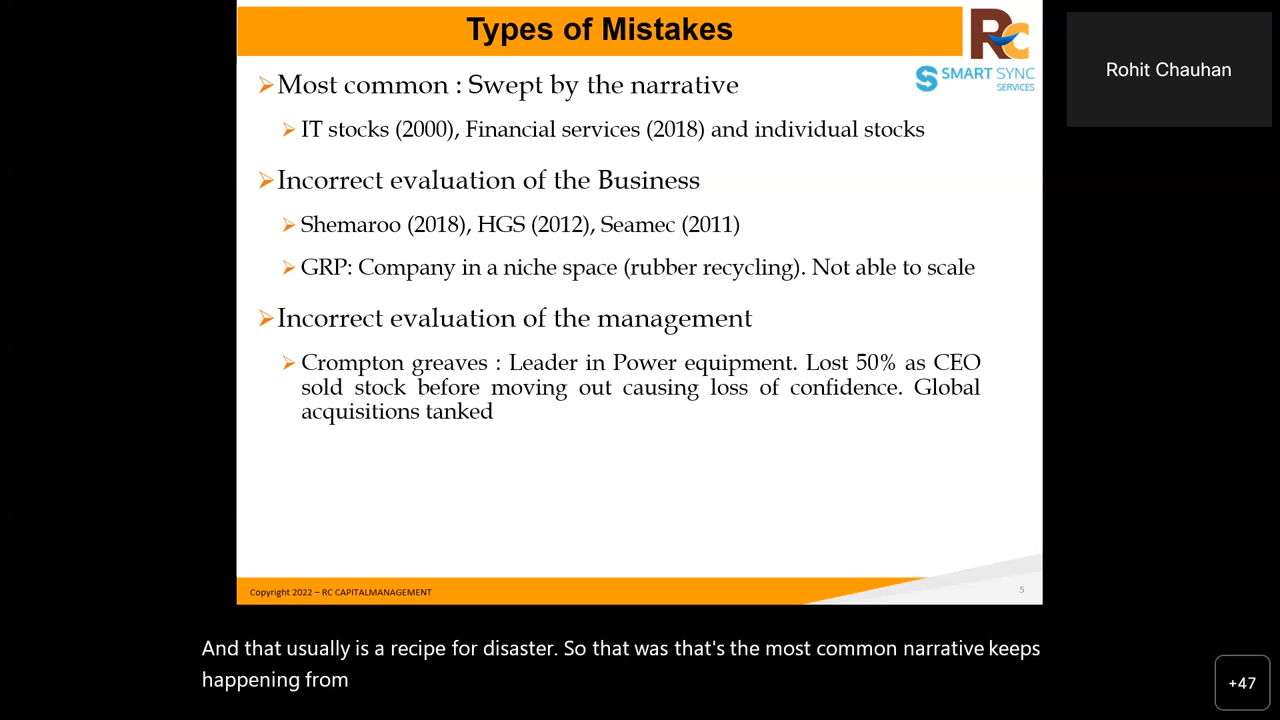 Types of Mistakes
Rc
SMART SYNC
SERVICES
Rohit Chauhan
Most common : Swept by the narrative
IT stocks (2000), Financial services (2018) and individual stocks
Incorrect evaluation of the Business
Shemaroo (2018), HGS (2012), Seamec (2011)
GRP: Company in a niche space (rubber recycling). Not able to scale
Incorrect evaluation of the management
Crompton greaves : Leader in Power equipment. Lost 50% as CEO
sold stock before moving out causing loss of confidence. Global
acquisitions tanked
Copyright 2022 – RC CAPITALMANAGEMENT
5
And that usually is a recipe for disaster. So that was that's the most common narrative keeps
happening from
+47